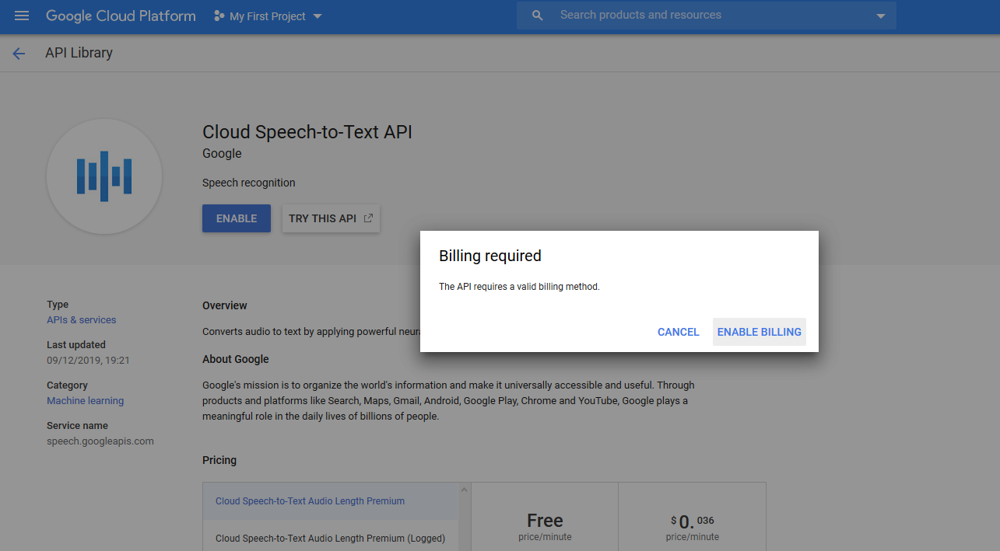 Google Cloud Platform
My First Project
Search products and resources
API Library
Cloud Speech-to-Text API
Google
Speech recognition
ENABLE
TRY THIS API
Billing required
The API requires a valid billing method.
CANCEL
ENABLE BILLING
Type
APIs & services
Last updated
09/12/2019, 19:21
Category
Machine learning
Service name
speech.googleapis.com
Overview
Converts audio to text by applying powerful
About Google
Google's mission is to organize the world's information and make it universally accessible and useful. Through
products and platforms like Search, Maps, Gmail, Android, Google Play, Chrome and YouTube, Google plays a
meaningful role in the daily lives of billions of people.
Pricing
Cloud Speech-to-Text Audio Length Premium
Cloud Speech-to-Text Audio Length Premium (Logged)
Free
price/minute
$0.036
price/minute